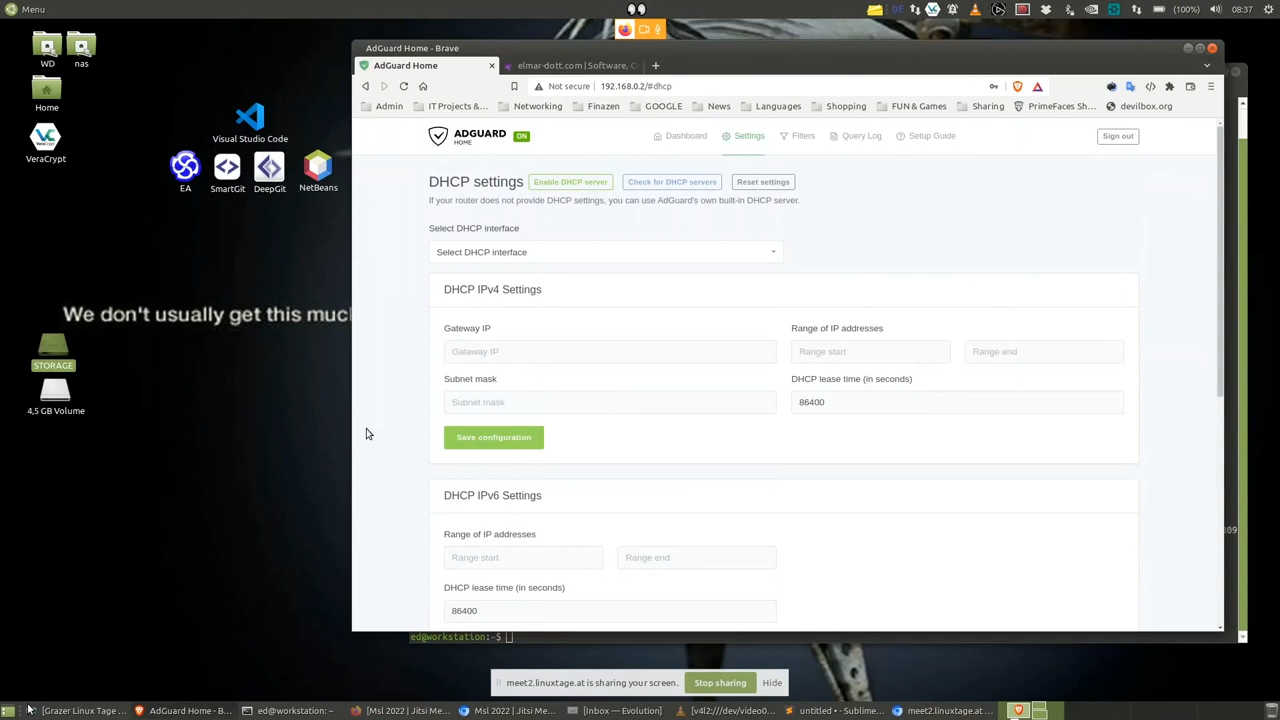 Menu
DE
(100%)
08:37
WD
nas
Home
VeraCrypt
Visual Studio Code
EA
SmartGit
DeepGit
NetBeans
We don't usually get this muc
STORAGE
4,5 GB Volume
AdGuard Home - Brave
AdGuard Home
elmar-dott.com | Software, C
Not secure
192.168.0.2/#dhcp
Admin
IT Projects &...
Networking
Finazen
GOOGLE
News
Languages
Shopping
FUN & Games
Sharing
PrimeFaces Sh...
devilbox.org
ADGUARD
HOME
ON
Dashboard
Settings
Filters
Query Log
Setup Guide
Sign out
DHCP settings
Enable DHCP server
Check for DHCP servers
Reset settings
If your router does not provide DHCP settings, you can use AdGuard's own built-in DHCP server.
Select DHCP interface
Select DHCP interface
DHCP IPv4 Settings
Gateway IP
Range of IP addresses
Gateway IP
Range start
Range end
Subnet mask
DHCP lease time (in seconds)
Subnet mask
86400
Save configuration
DHCP IPv6 Settings
Range of IP addresses
Range start
Range end
DHCP lease time (in seconds)
86400
ed@workstation:~$
meet2.linuxtage.at is sharing your screen.
Stop sharing
Hide
[Grazer Linux Tage ...
AdGuard Home - B...
ed@workstation: ~
[Msl 2022 | Jitsi Me...
Msl 2022 | Jitsi Me...
[Inbox — Evolution]
[v4l2:///dev/video0...
untitled • - Sublime...
meet2.linuxtage.at ...